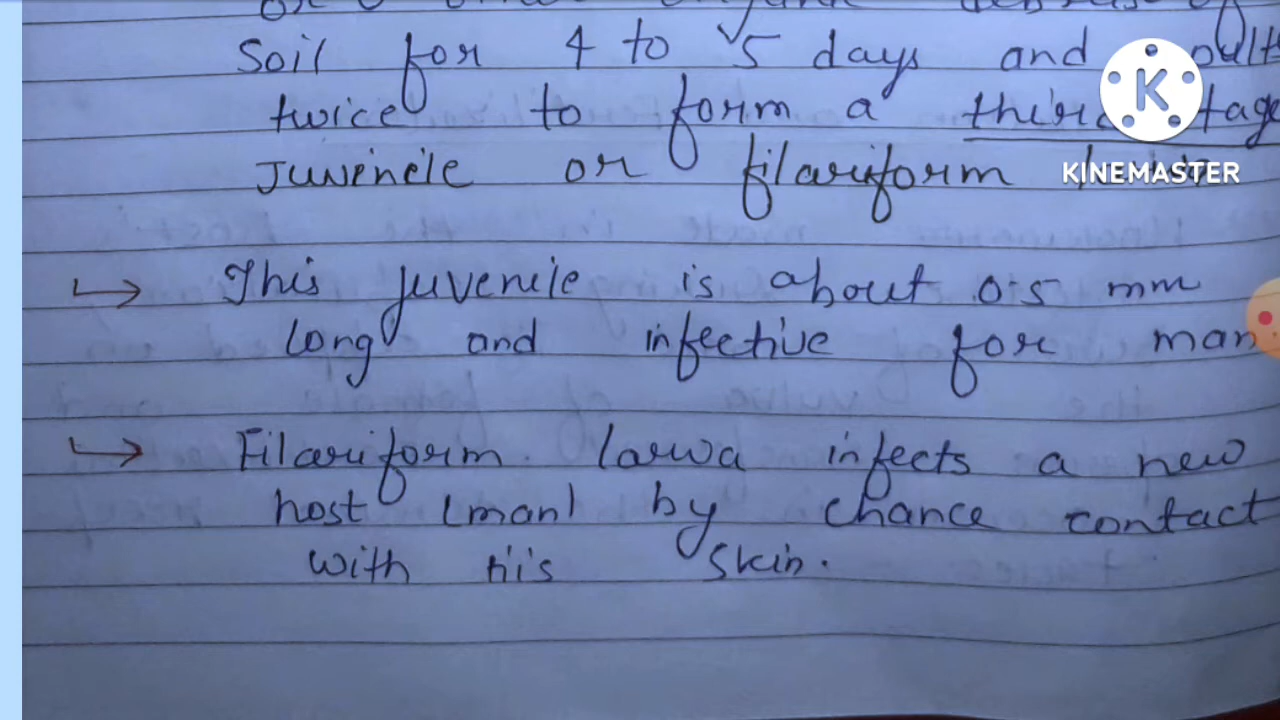 Soil for 4 to 5 days and
twice to form a third stage
Juvenile or filariform
KINEMASTER
→ This juvenile is about 0.5 mm
long and infective for man
→ Filariform larva infects a new
host (man) by chance contact
with his skin.